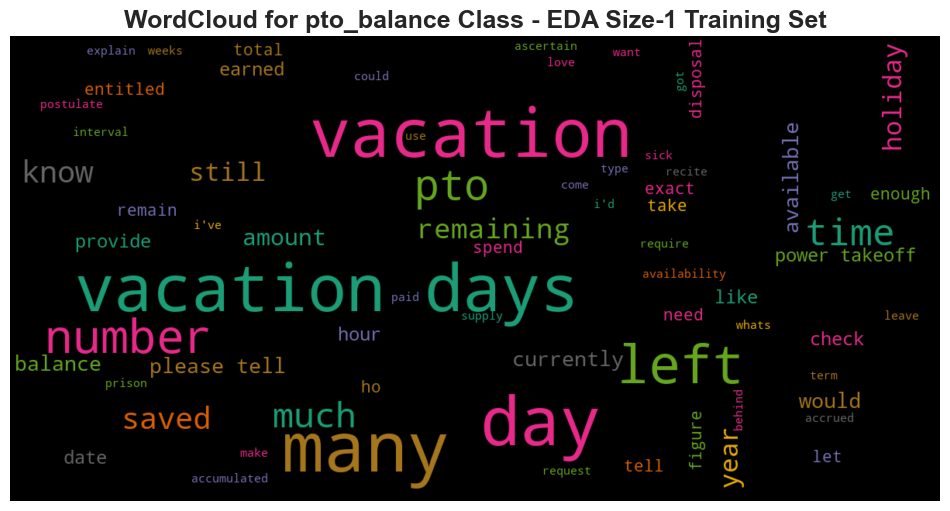 WordCloud for pto_balance Class - EDA Size-1 Training Set
explain weeks total ascertain want
earned could love got disposal holiday
entitled
postulate
interval vacation use available
know still pto type sick recite
come exact get enough
remain i've i'd take
provide amount remaining spend require time
power takeoff
vacation days paid supply availability like
number hour need whats leave
balance please tell currently left check
prison ho term
saved much day would
many behind accrued
date make figure year let
accumulated request tell